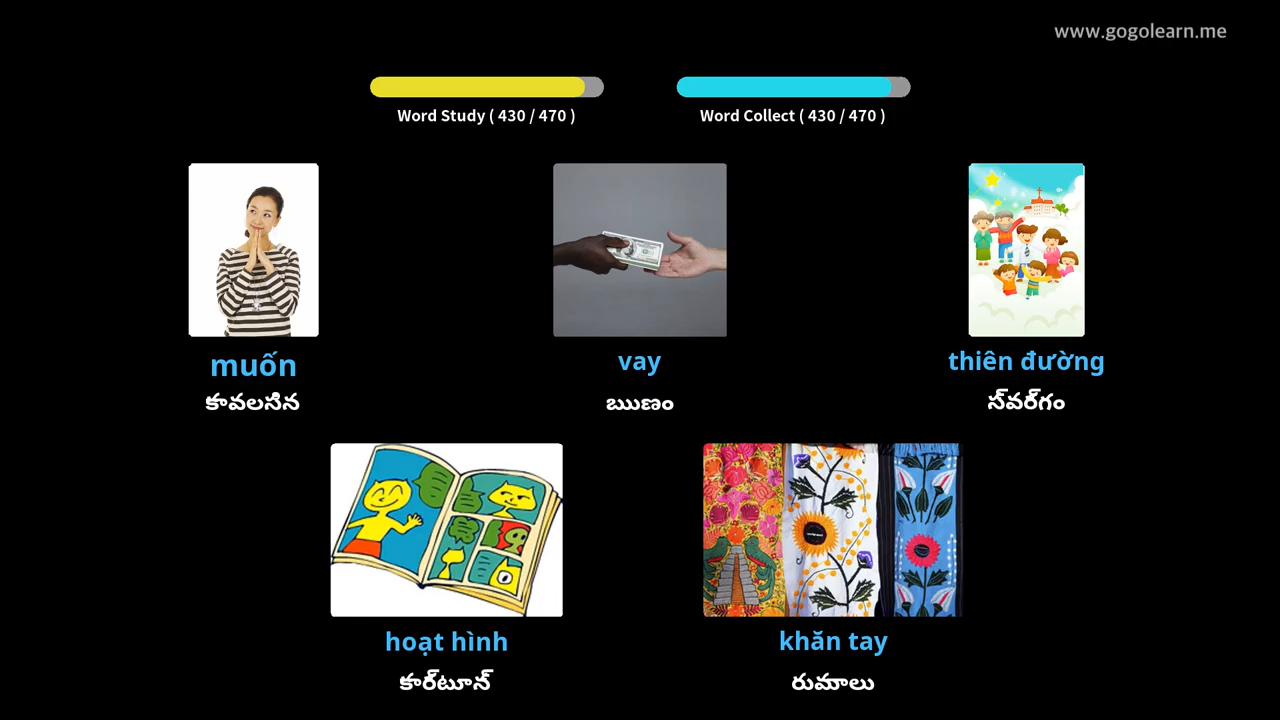 www.gogolearn.me
Word Study ( 430 / 470 )
Word Collect ( 430 / 470 )
muốn
కావలసిన
vay
ఋణం
thiên đường
స్‌వర్‌గం
hoạt hình
కార్‌టూన్
khăn tay
రుమాలు